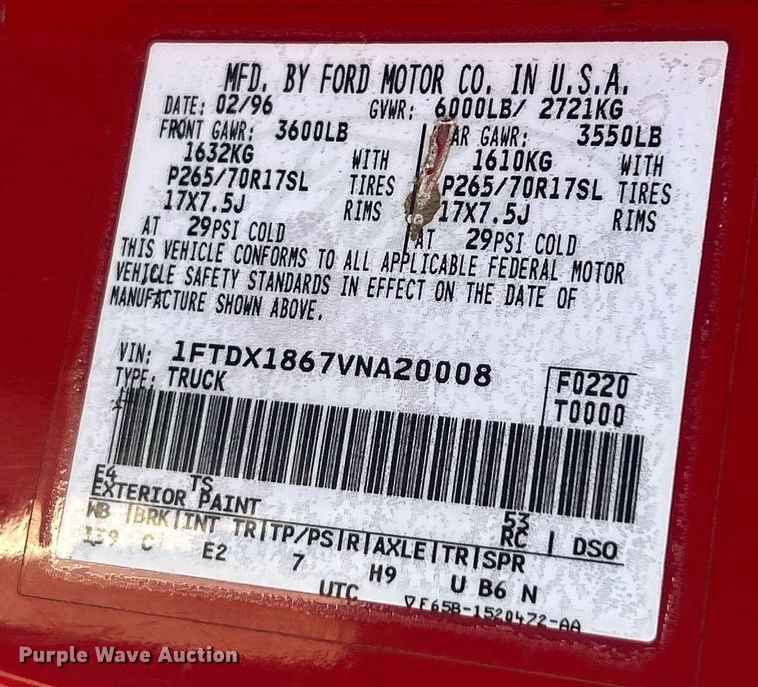 MFD. BY FORD MOTOR CO. IN U.S.A.
DATE: 02/96 GVWR: 6000LB/ 2721KG
FRONT GAWR: 3600LB AR GAWR: 3550LB
1632KG WITH 1610KG WITH
P265/70R17SL TIRES P265/70R17SL TIRES
17X7.5J RIMS 17X7.5J RIMS
AT 29PSI COLD AT 29PSI COLD
THIS VEHICLE CONFORMS TO ALL APPLICABLE FEDERAL MOTOR
VEHICLE SAFETY STANDARDS IN EFFECT ON THE DATE OF
MANUFACTURE SHOWN ABOVE.
VIN: 1FTDX1867VNA20008
TYPE: TRUCK
F0220
T0000
E4 TS
EXTERIOR PAINT 53
WB |BRK|INT TR|TP/PS|R|AXLE|TR|SPR RC | DSO
139 C E2 7 H9 U B6 N
UTC ▽F65B-1520472-AA
Purple Wave Auction